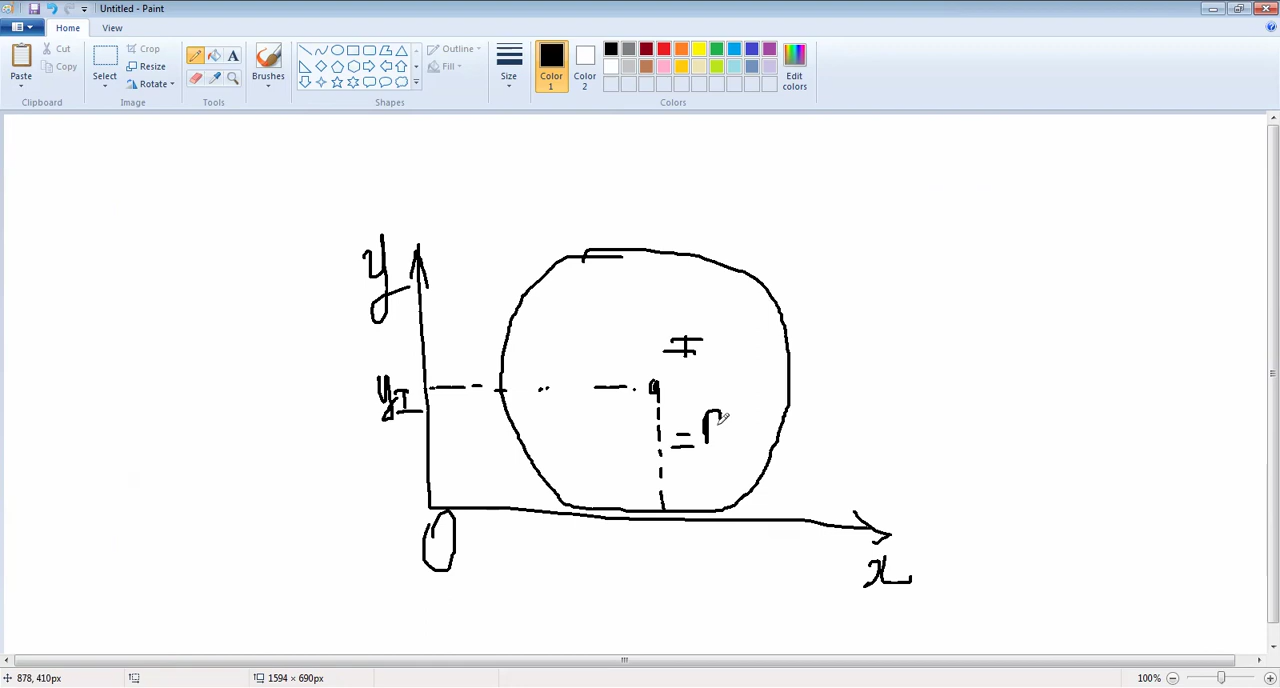 Untitled - Paint
Home View
Paste
Cut
Copy
Clipboard
Select
Crop
Resize
Rotate
Image
A
Tools
Brushes
Outline
Fill
Shapes
Size
Color 1
Color 2
Edit colors
Colors
y
I
yI
= r
O
x
878, 410px
1594 × 690px
100%